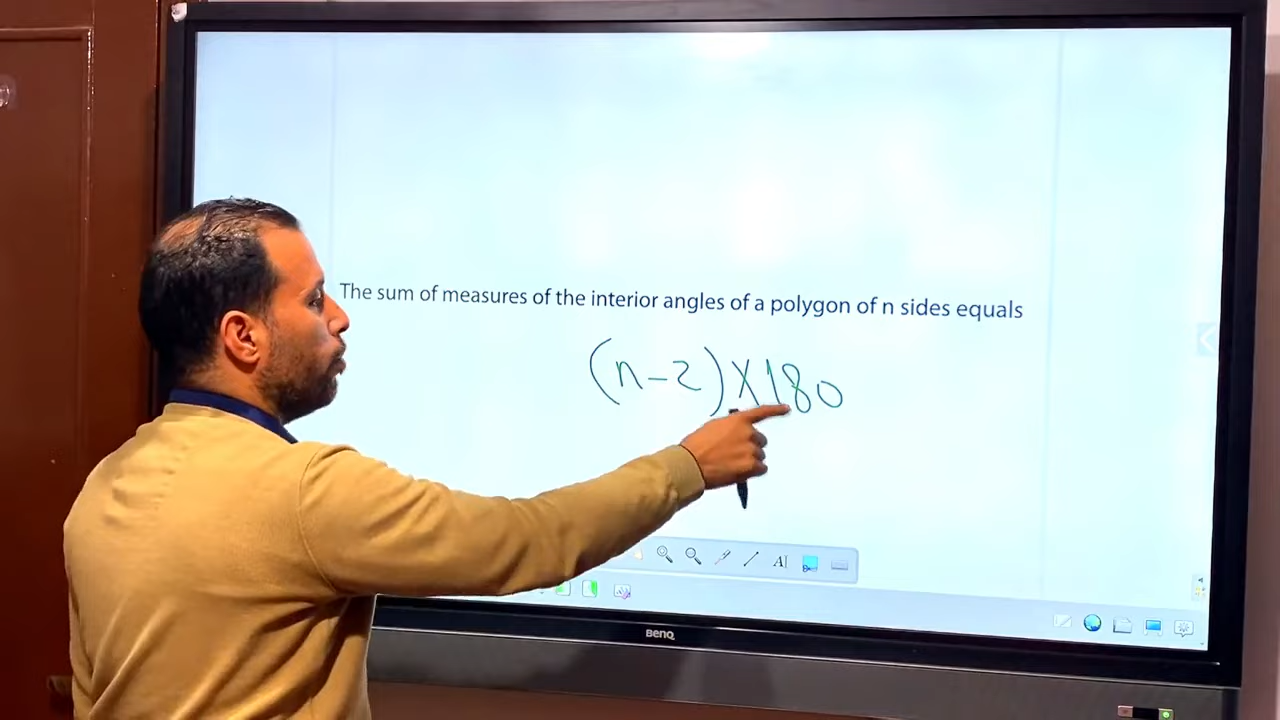 The sum of measures of the interior angles of a polygon of n sides equals
(n-2)×180
A
BenQ